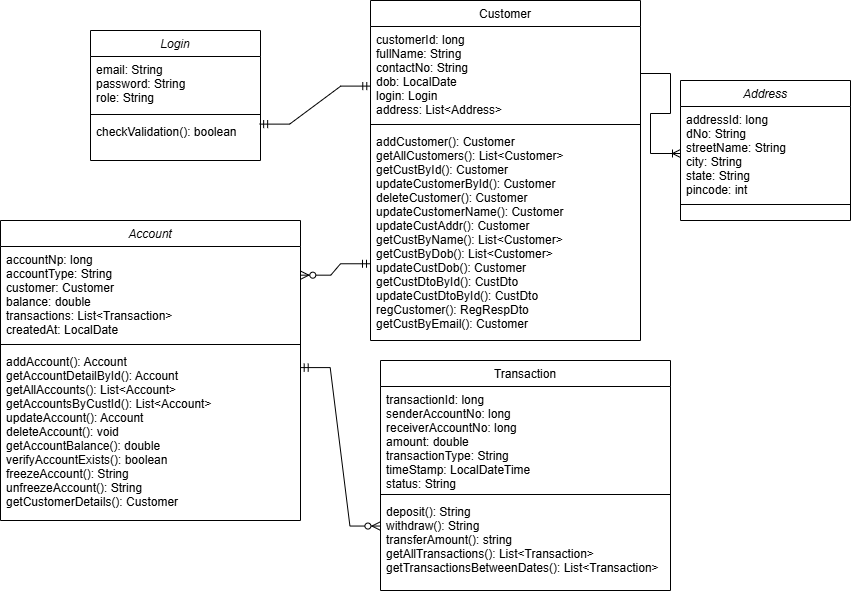 Login
email: String
password: String
role: String
checkValidation(): boolean
Customer
customerId: long
fullName: String
contactNo: String
dob: LocalDate
login: Login
address: List<Address>
addCustomer(): Customer
getAllCustomers(): List<Customer>
getCustById(): Customer
updateCustomerById(): Customer
deleteCustomer(): Customer
updateCustomerName(): Customer
updateCustAddr(): Customer
getCustByName(): List<Customer>
getCustByDob(): List<Customer>
updateCustDob(): Customer
getCustDtoById(): CustDto
updateCustDtoById(): CustDto
regCustomer(): RegRespDto
getCustByEmail(): Customer
Address
addressId: long
dNo: String
streetName: String
city: String
state: String
pincode: int
Account
accountNp: long
accountType: String
customer: Customer
balance: double
transactions: List<Transaction>
createdAt: LocalDate
addAccount(): Account
getAccountDetailById(): Account
getAllAccounts(): List<Account>
getAccountsByCustId(): List<Account>
updateAccount(): Account
deleteAccount(): void
getAccountBalance(): double
verifyAccountExists(): boolean
freezeAccount(): String
unfreezeAccount(): String
getCustomerDetails(): Customer
Transaction
transactionId: long
senderAccountNo: long
receiverAccountNo: long
amount: double
transactionType: String
timeStamp: LocalDateTime
status: String
deposit(): String
withdraw(): String
transferAmount(): string
getAllTransactions(): List<Transaction>
getTransactionsBetweenDates(): List<Transaction>